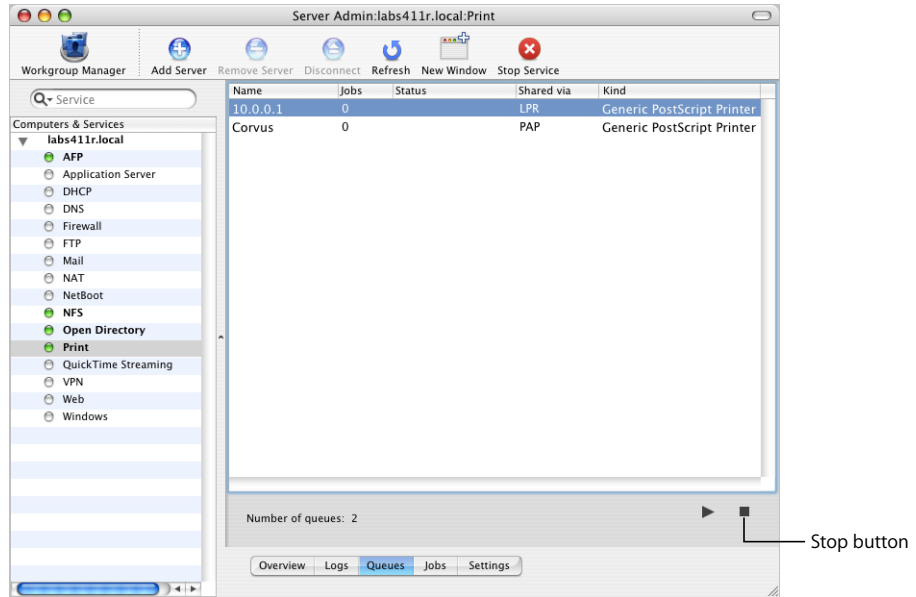 Server Admin:labs411r.local:Print
Workgroup Manager Add Server Remove Server Disconnect Refresh New Window Stop Service
Service
Computers & Services
labs411r.local
AFP
Application Server
DHCP
DNS
Firewall
FTP
Mail
NAT
NetBoot
NFS
Open Directory
Print
QuickTime Streaming
VPN
Web
Windows
Name Jobs Status Shared via Kind
10.0.0.1 0 LPR Generic PostScript Printer
Corvus 0 PAP Generic PostScript Printer
Number of queues: 2
Stop button
Overview Logs Queues Jobs Settings